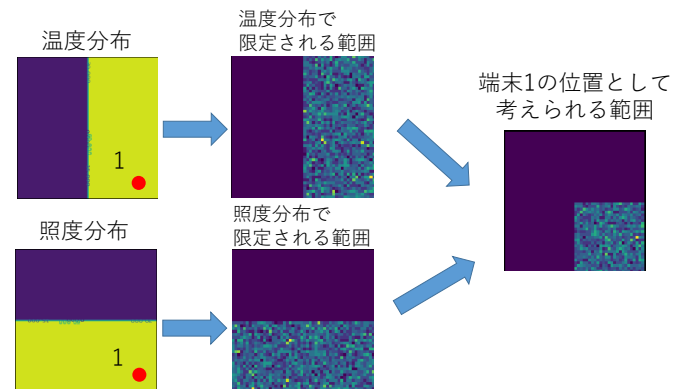 温度分布
1
温度分布で
限定される範囲
照度分布
1
照度分布で
限定される範囲
端末1の位置として
考えられる範囲